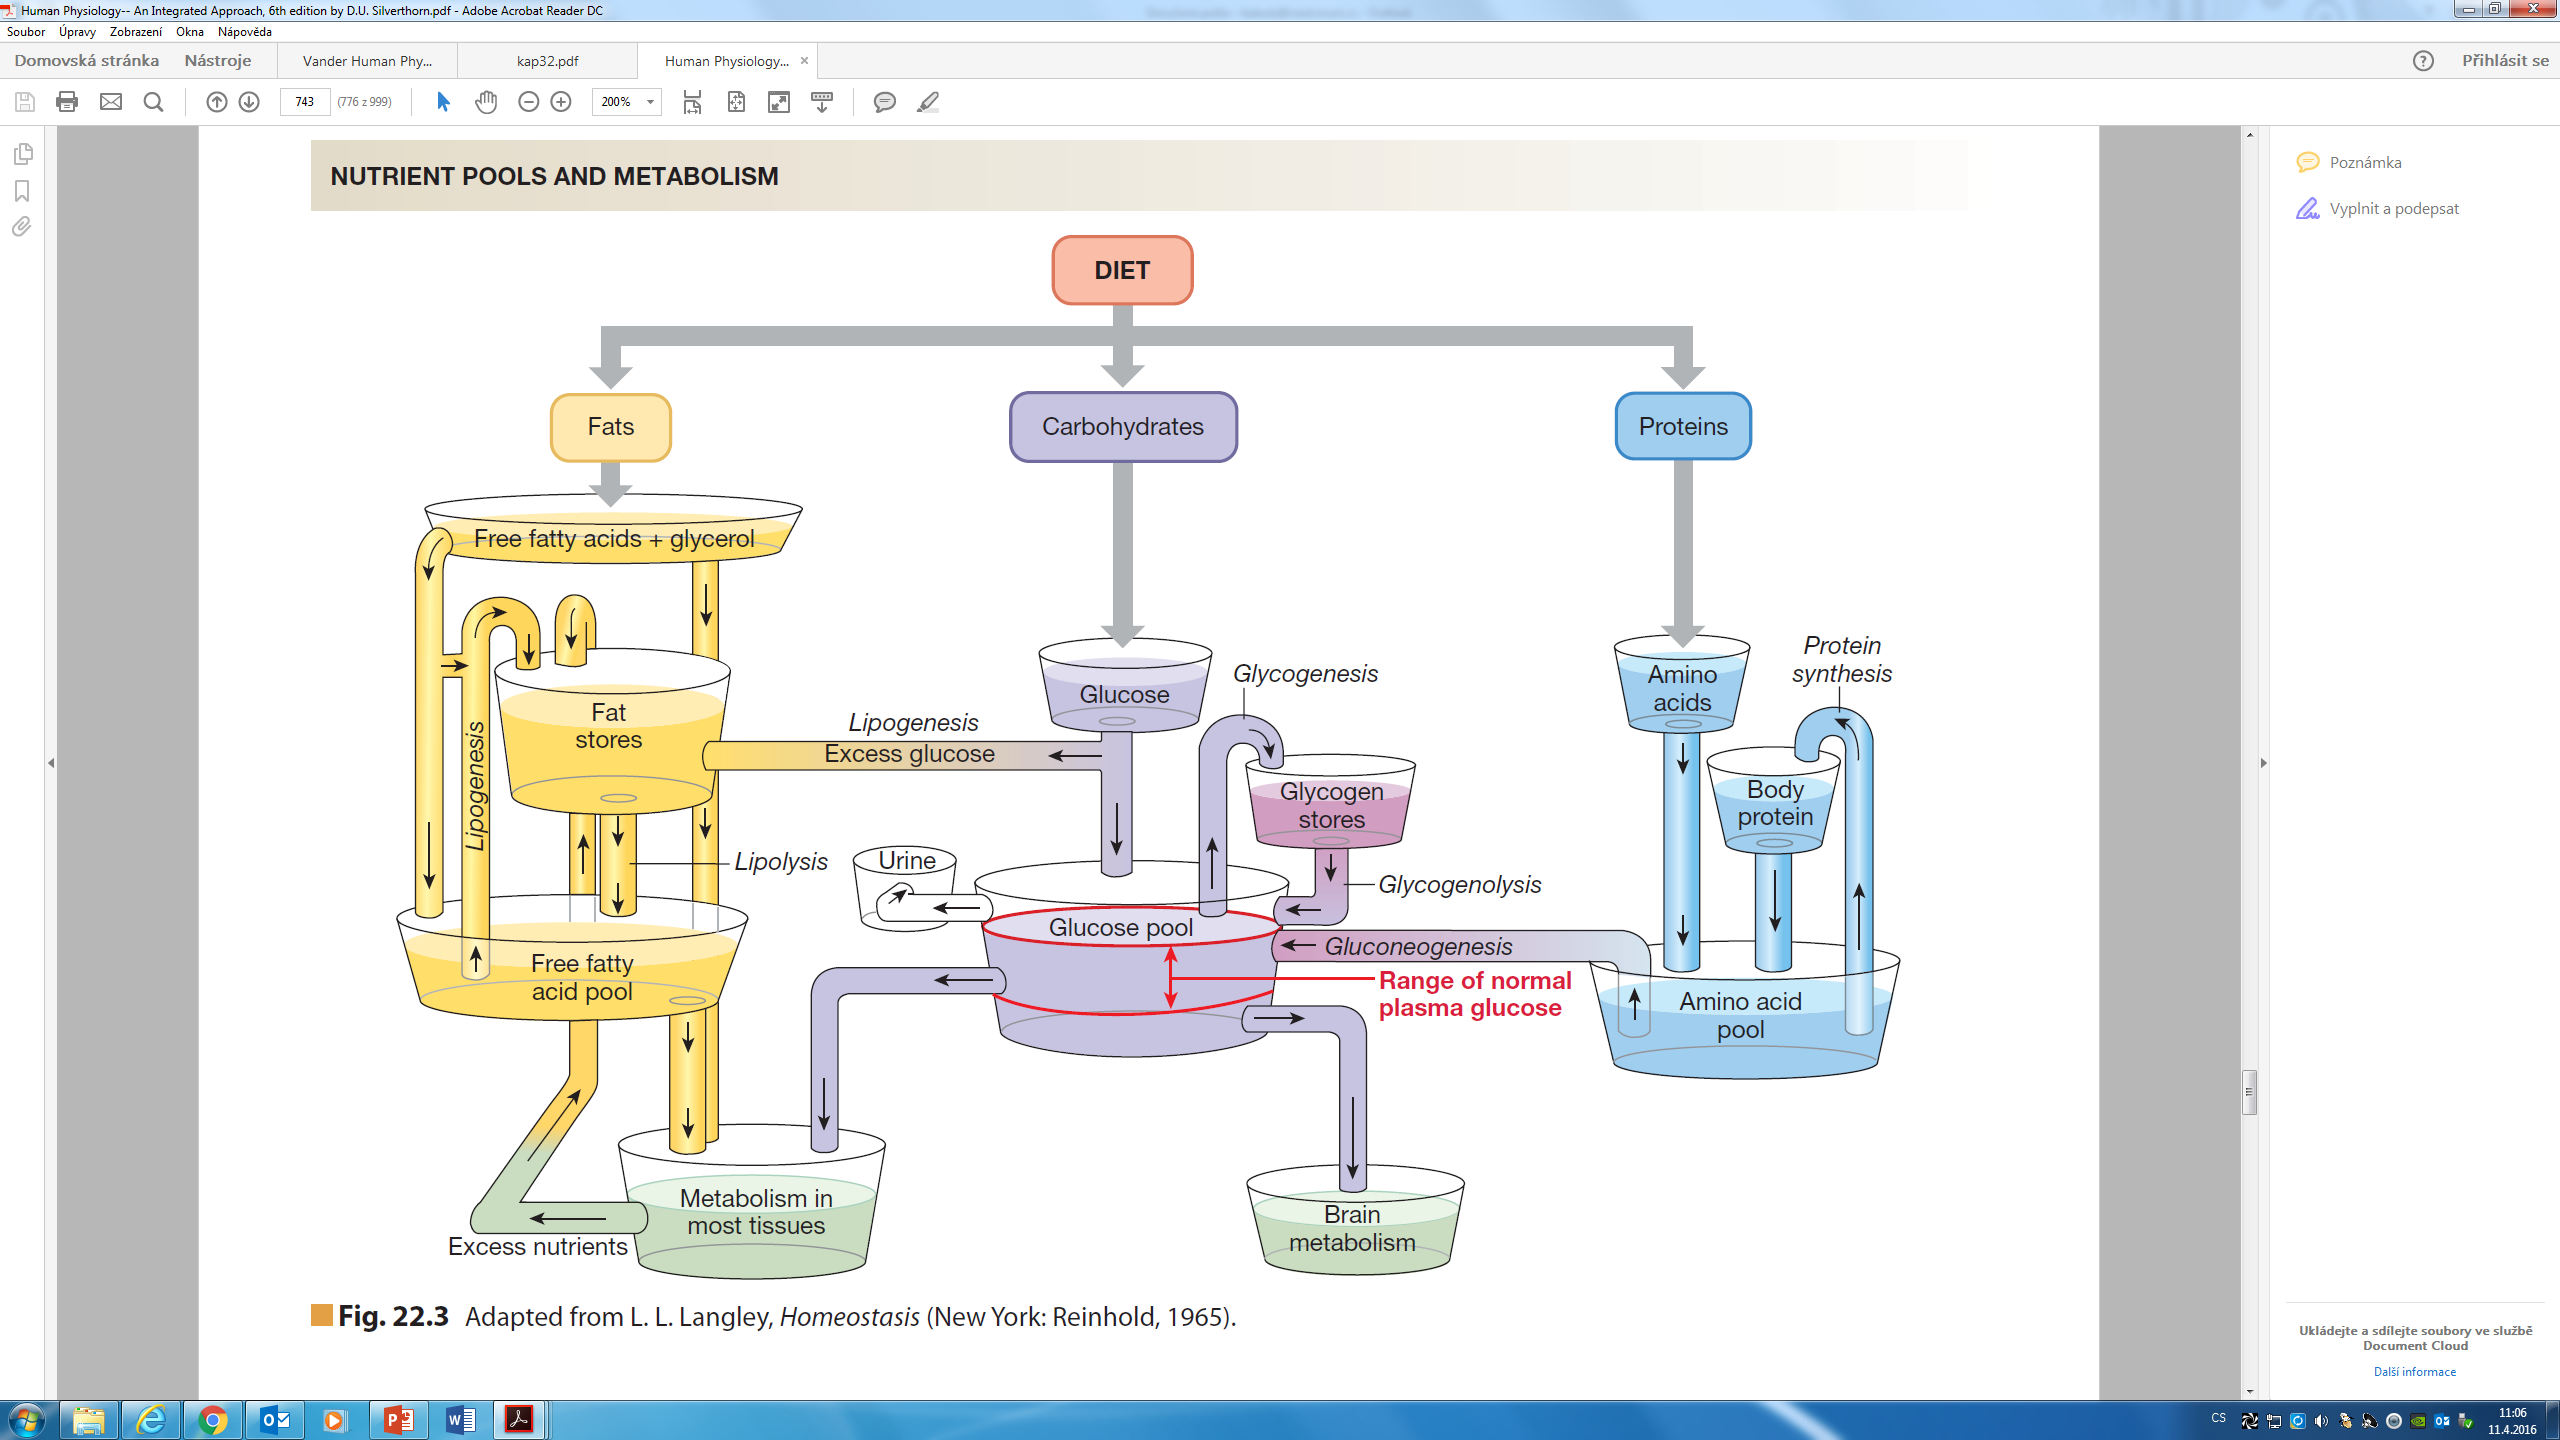 Human Physiology-- An Integrated Approach, 6th edition by D.U. Silverthorn.pdf - Adobe Acrobat Reader DC
Soubor Úpravy Zobrazení Okna Nápověda
Domovská stránka Nástroje Vander Human Phy... kap32.pdf Human Physiology... × Přihlásit se
743 (776 z 999) 200%
Poznámka
Vyplnit a podepsat
NUTRIENT POOLS AND METABOLISM
DIET
Fats Carbohydrates Proteins
Free fatty acids + glycerol
Fat
stores
Lipogenesis
Lipogenesis
Excess glucose
Lipolysis
Free fatty
acid pool
Excess nutrients
Metabolism in
most tissues
Glucose
Glycogenesis
Glycogen
stores
Glycogenolysis
Urine
Glucose pool
Gluconeogenesis
Range of normal
plasma glucose
Brain
metabolism
Amino
acids
Protein
synthesis
Body
protein
Amino acid
pool
Fig. 22.3 Adapted from L. L. Langley, Homeostasis (New York: Reinhold, 1965).
Ukládejte a sdílejte soubory ve službě
Document Cloud
Další informace
CS
11:06
11.4.2016